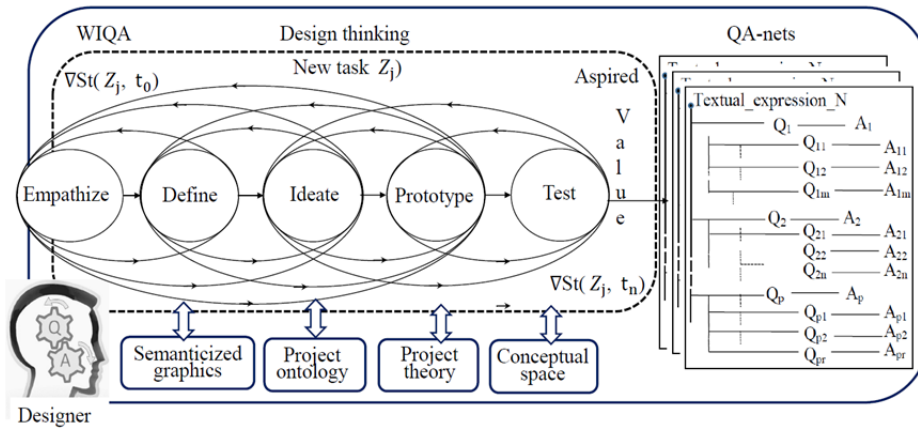 WIQA
Design thinking
QA-nets
∇St( Zj, t0)
New task Zj)
Aspired
Value
Empathize
Define
Ideate
Prototype
Test
∇St(Zj, tn)
Semanticized
graphics
Project
ontology
Project
theory
Conceptual
space
Q
A
Designer
Textual_expression_N
Q1 A1
Q11 A11
Q12 A12
Q1m A1m
Q2 A2
Q21 A21
Q22 A22
Q2n A2n
Qp Ap
Qp1 Ap1
Qp2 Ap2
Qpr Apr